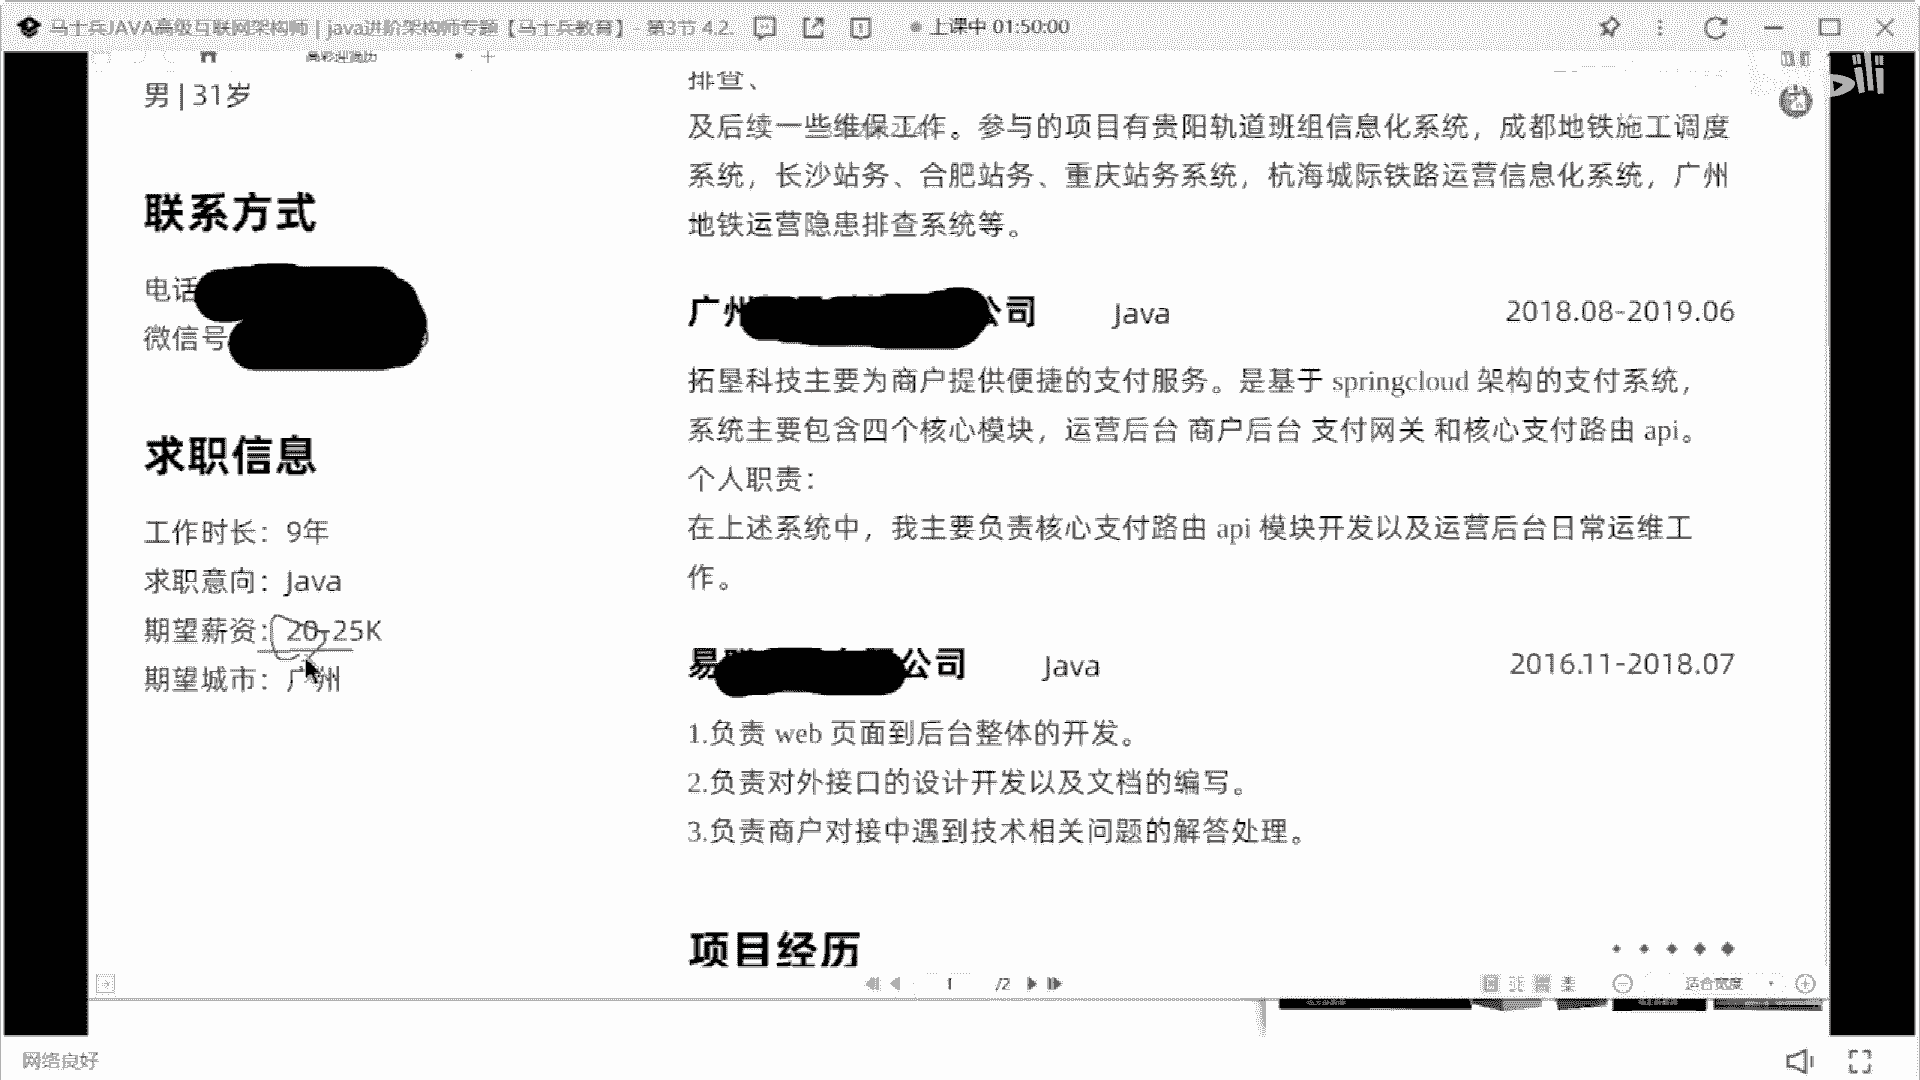 马士兵JAVA高级互联网架构师 | java进阶架构师专题【马士兵教育】 - 第3节 4.2.
上课中 01:50:00
男 | 31岁
联系方式
电话
微信号
求职信息
工作时长：9年
求职意向：Java
期望薪资：20-25K
期望城市：广州
排查、
及后续一些维保工作。参与的项目有贵阳轨道班组信息化系统，成都地铁施工调度
系统，长沙站务、合肥站务、重庆站务系统，杭海城际铁路运营信息化系统，广州
地铁运营隐患排查系统等。
广州 公司 Java 2018.08-2019.06
拓垦科技主要为商户提供便捷的支付服务。是基于 springcloud 架构的支付系统，
系统主要包含四个核心模块，运营后台 商户后台 支付网关 和核心支付路由 api。
个人职责：
在上述系统中，我主要负责核心支付路由 api 模块开发以及运营后台日常运维工
作。
易 公司 Java 2016.11-2018.07
1.负责 web 页面到后台整体的开发。
2.负责对外接口的设计开发以及文档的编写。
3.负责商户对接中遇到技术相关问题的解答处理。
项目经历
1 /2
适合宽度
网络良好